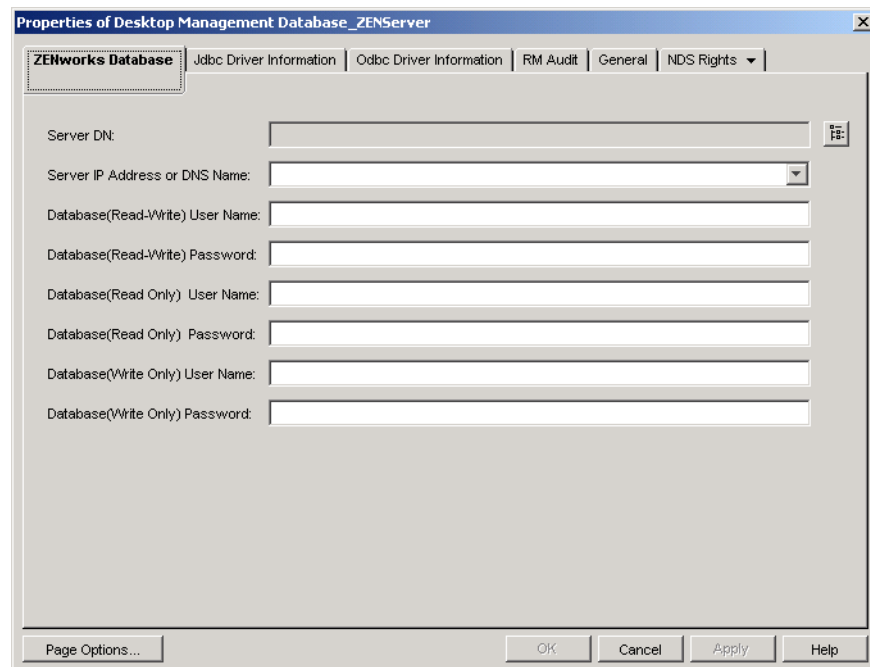 Properties of Desktop Management Database_ZENServer
ZENworks Database Jdbc Driver Information Odbc Driver Information RM Audit General NDS Rights
Server DN:
Server IP Address or DNS Name:
Database(Read-Write) User Name:
Database(Read-Write) Password:
Database(Read Only) User Name:
Database(Read Only) Password:
Database(Write Only) User Name:
Database(Write Only) Password:
Page Options... OK Cancel Apply Help